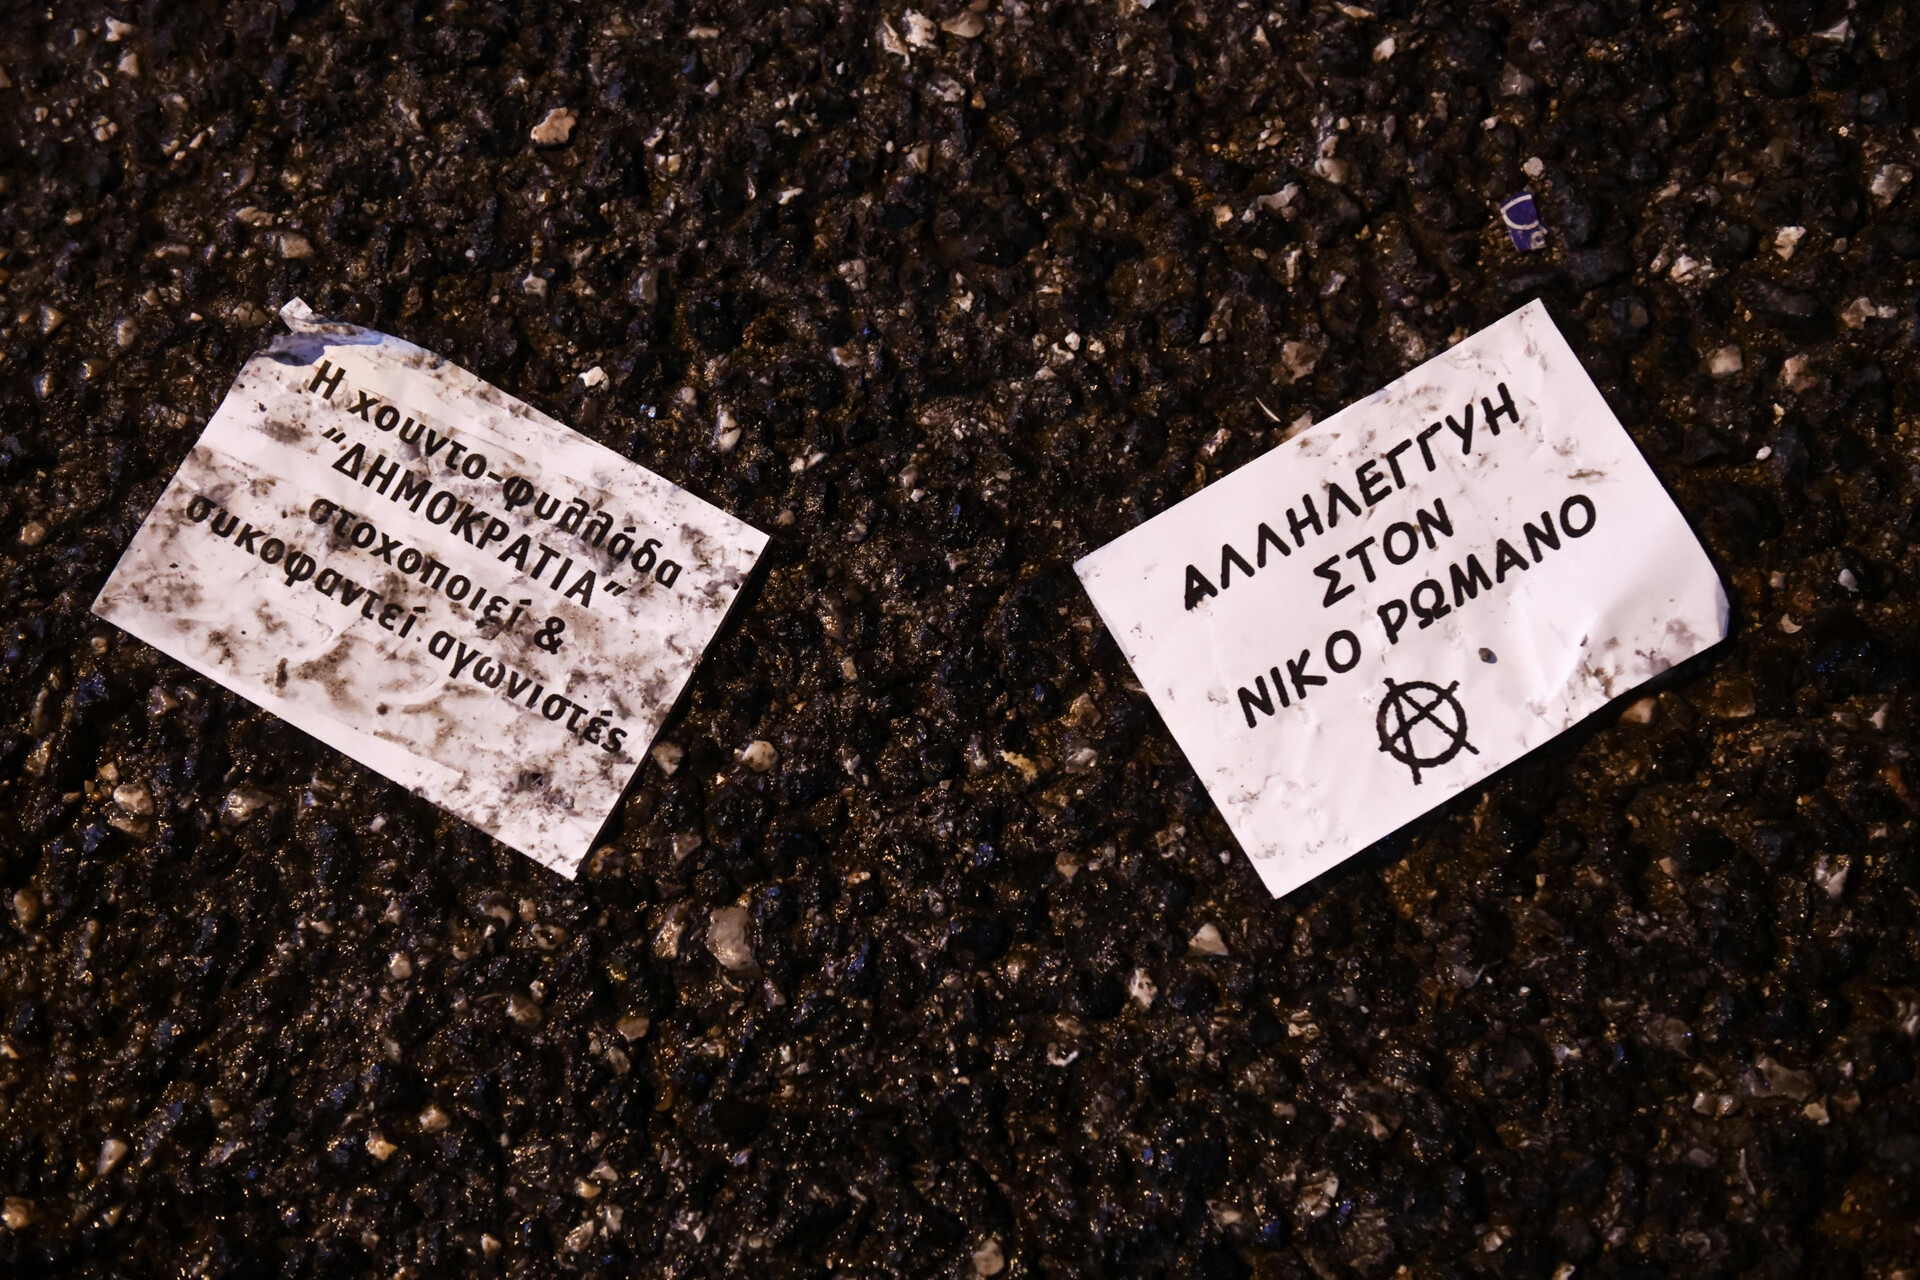 Η χουντο-φυλλάδα
“ΔΗΜΟΚΡΑΤΙΑ”
στοχοποιεί &
συκοφαντεί αγωνιστές
ΑΛΛΗΛΕΓΓΥΗ
ΣΤΟΝ
ΝΙΚΟ ΡΩΜΑΝΟ